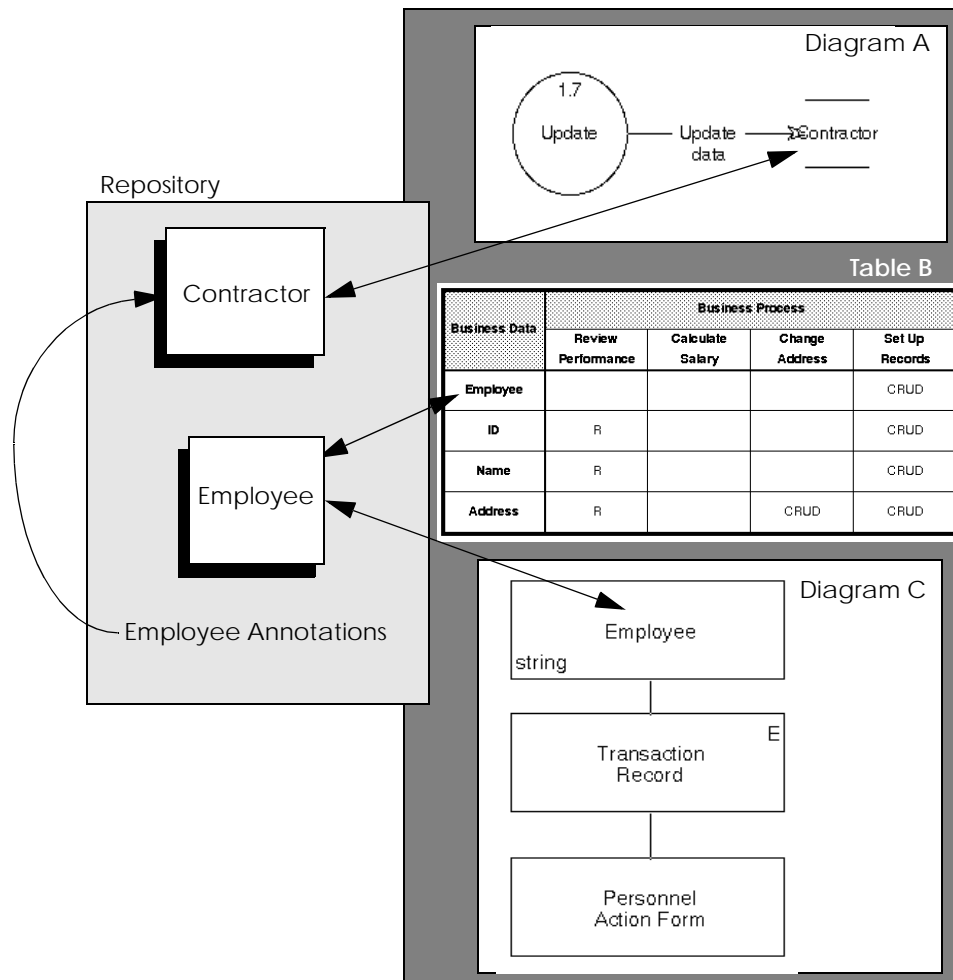 Diagram A
1.7
Update
Update
data
Contractor
Repository
Contractor
Employee
Employee Annotations
Table B
Business Data
Business Process
Review
Performance
Calculate
Salary
Change
Address
Set Up
Records
Employee CRUD
ID R CRUD
Name R CRUD
Address R CRUD CRUD
Diagram C
Employee
string
E
Transaction
Record
Personnel
Action Form